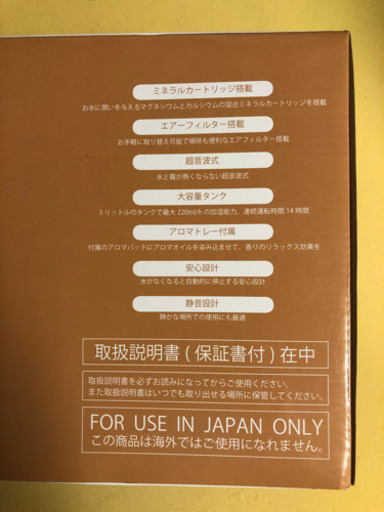 ミネラルカートリッジ搭載
お水に潤いを与えるマグネシウムとカルシウムの混合ミネラルカートリッジを搭載
エアーフィルター搭載
お手軽に取り替え可能で掃除も便利なエアフィルター搭載
超音波式
水と霧が熱くならない超音波式
大容量タンク
3リットルのタンクで最大 220ml/h の加湿能力、連続運転時間 14 時間
アロマトレー付属
付属のアロマパッドにアロマオイルを染み込ませて、香りのリラックス効果を
安心設計
水がなくなると自動的に停止する安心設計
静音設計
静かな場所での使用にも最適
取扱説明書 ( 保証書付 ) 在中
取扱説明書を必ずお読みになってからご使用ください。
また取扱説明書はいつでも取り出せる場所に保管してください。
FOR USE IN JAPAN ONLY
この商品は海外ではご使用になれません。